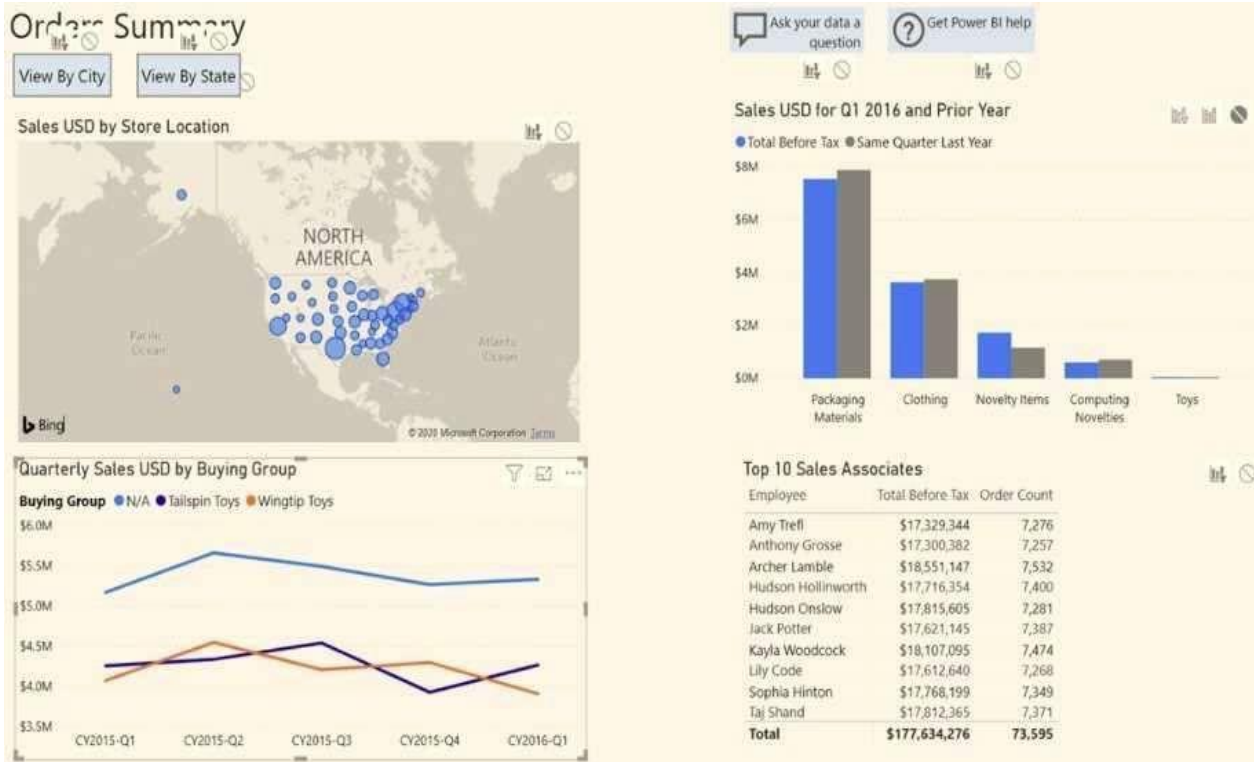 Orders Summary
View By City
View By State
Ask your data a
question
Get Power BI help
Sales USD by Store Location
NORTH
AMERICA
Pacific
Ocean
Atlantic
Ocean
Bing
© 2020 Microsoft Corporation Terms
Sales USD for Q1 2016 and Prior Year
Total Before Tax Same Quarter Last Year
$8M
$6M
$4M
$2M
$0M
Packaging
Materials
Clothing
Novelty Items
Computing
Novelties
Toys
Quarterly Sales USD by Buying Group
Buying Group N/A Tailspin Toys Wingtip Toys
$6.0M
$5.5M
$5.0M
$4.5M
$4.0M
$3.5M
CY2015-Q1 CY2015-Q2 CY2015-Q3 CY2015-Q4 CY2016-Q1
Top 10 Sales Associates
Employee Total Before Tax Order Count
Amy Trefl $17,329,344 7,276
Anthony Grosse $17,300,382 7,257
Archer Lamble $18,551,147 7,532
Hudson Hollinworth $17,716,354 7,400
Hudson Onslow $17,815,605 7,281
Jack Potter $17,621,145 7,387
Kayla Woodcock $18,107,095 7,474
Lily Code $17,612,640 7,268
Sophia Hinton $17,768,199 7,349
Taj Shand $17,812,365 7,371
Total $177,634,276 73,595